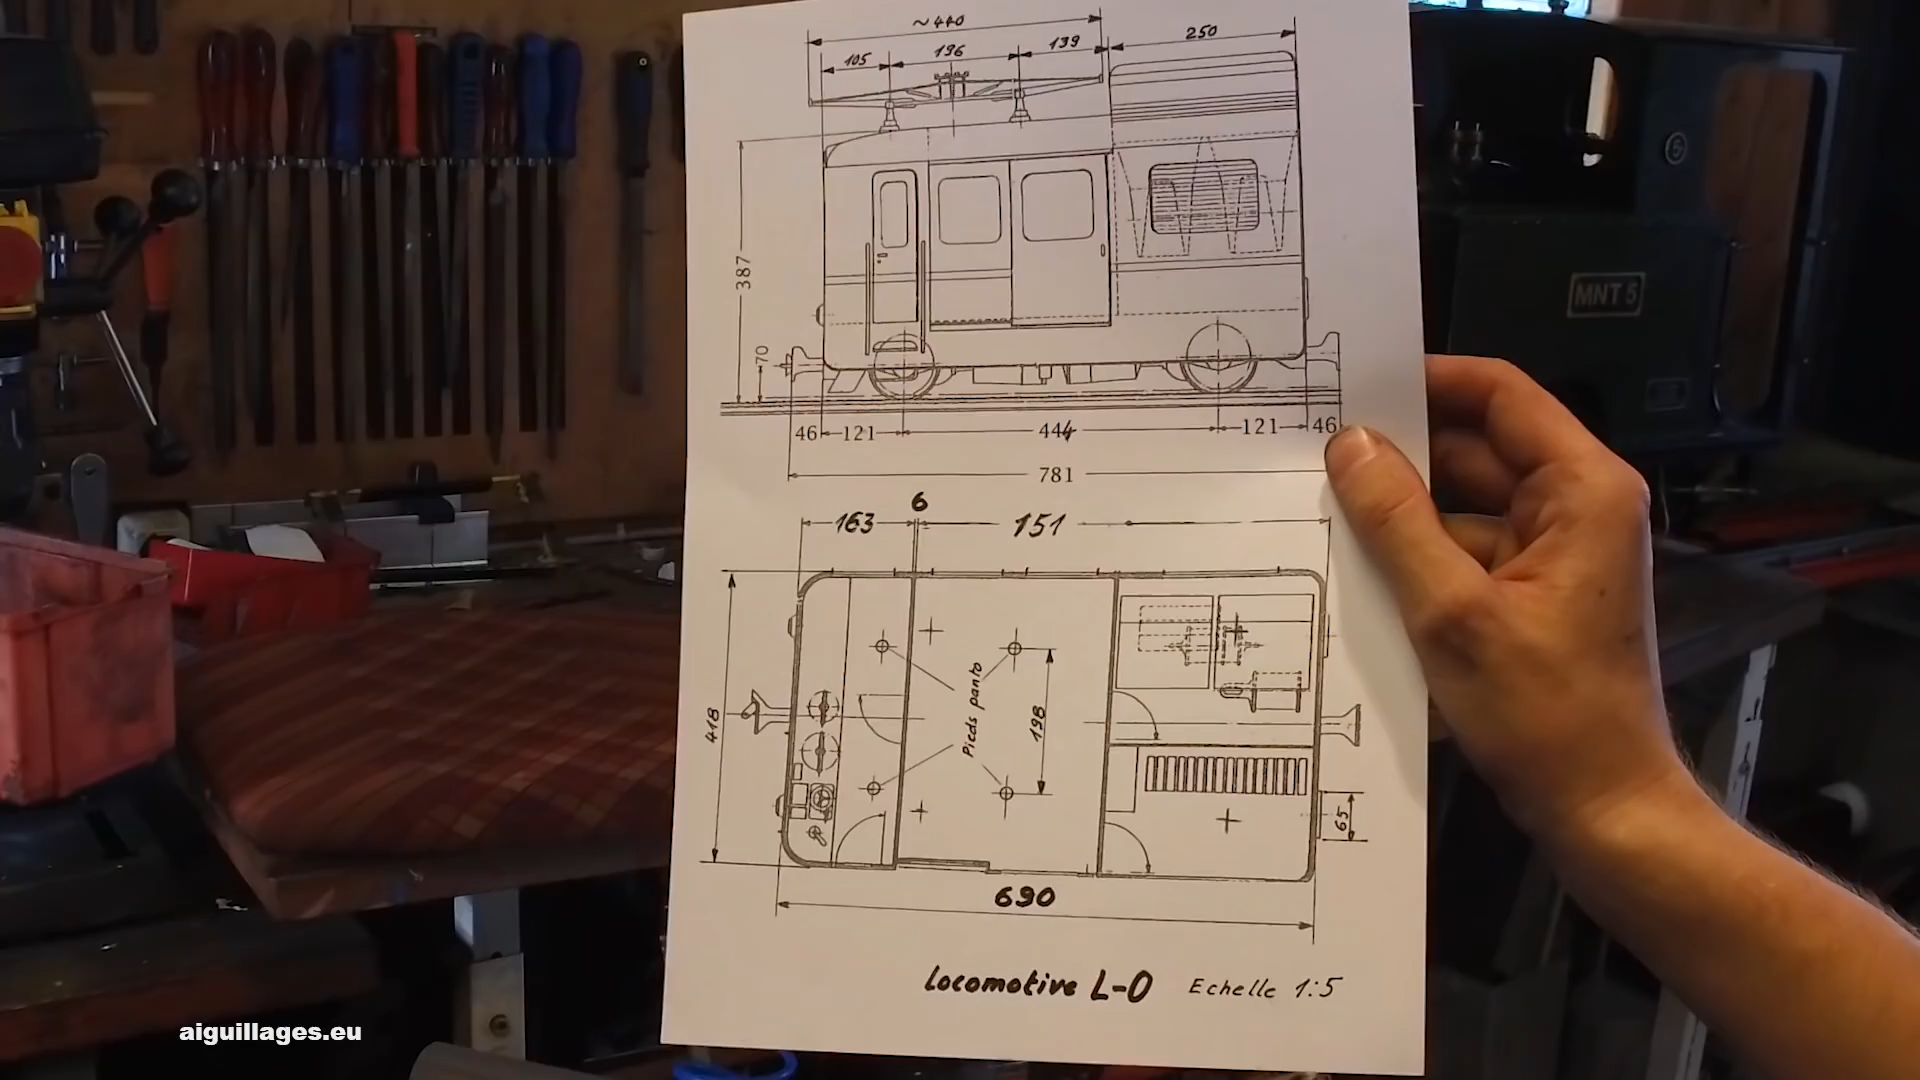 ~440
105 196 139 250
387
70
46 121 444 121 46
781
6
163 151
418
Pieds panto
198
65
690
Locomotive L-0 Echelle 1:5
MNT 5
5
aiguillages.eu